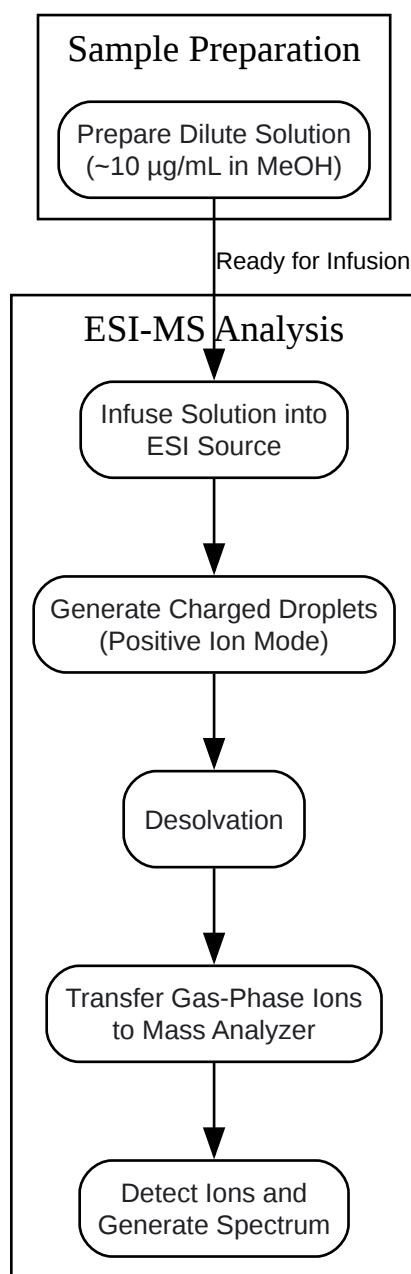 Sample Preparation
Prepare Dilute Solution
(~10 µg/mL in MeOH)
Ready for Infusion
ESI-MS Analysis
Infuse Solution into
ESI Source
Generate Charged Droplets
(Positive Ion Mode)
Desolvation
Transfer Gas-Phase Ions
to Mass Analyzer
Detect Ions and
Generate Spectrum